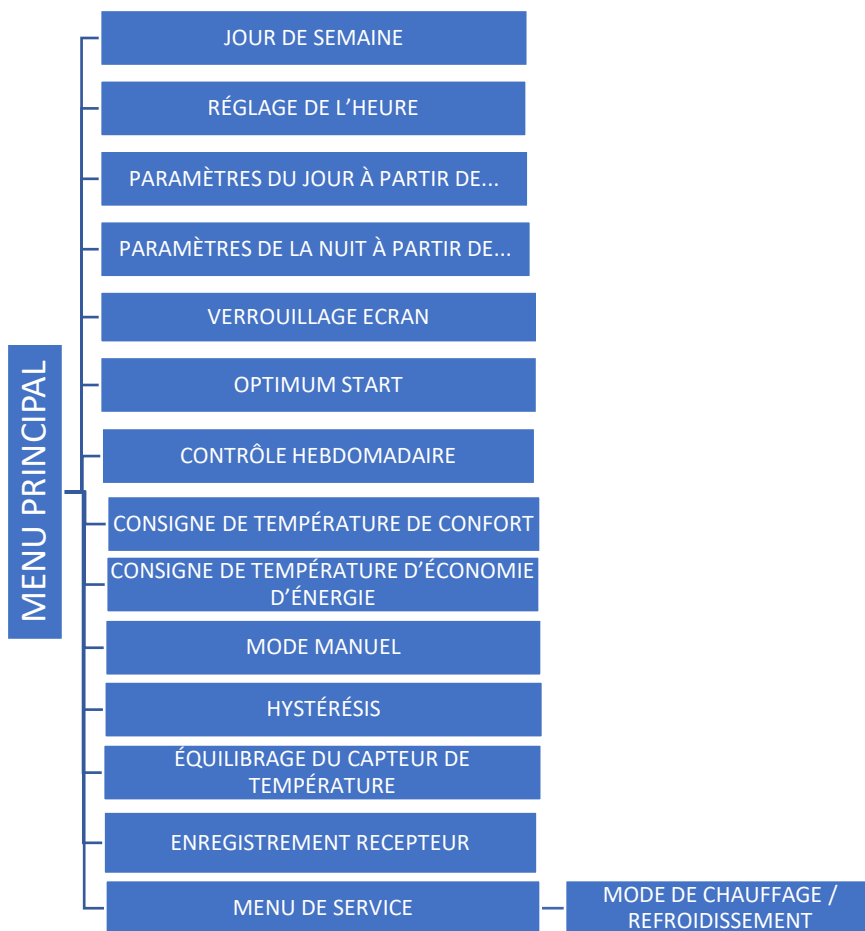 MENU PRINCIPAL
JOUR DE SEMAINE
RÉGLAGE DE L’HEURE
PARAMÈTRES DU JOUR À PARTIR DE...
PARAMÈTRES DE LA NUIT À PARTIR DE...
VERROUILLAGE ECRAN
OPTIMUM START
CONTRÔLE HEBDOMADAIRE
CONSIGNE DE TEMPÉRATURE DE CONFORT
CONSIGNE DE TEMPÉRATURE D’ÉCONOMIE
D’ÉNERGIE
MODE MANUEL
HYSTÉRÉSIS
ÉQUILIBRAGE DU CAPTEUR DE
TEMPÉRATURE
ENREGISTREMENT RECEPTEUR
MENU DE SERVICE
MODE DE CHAUFFAGE /
REFROIDISSEMENT